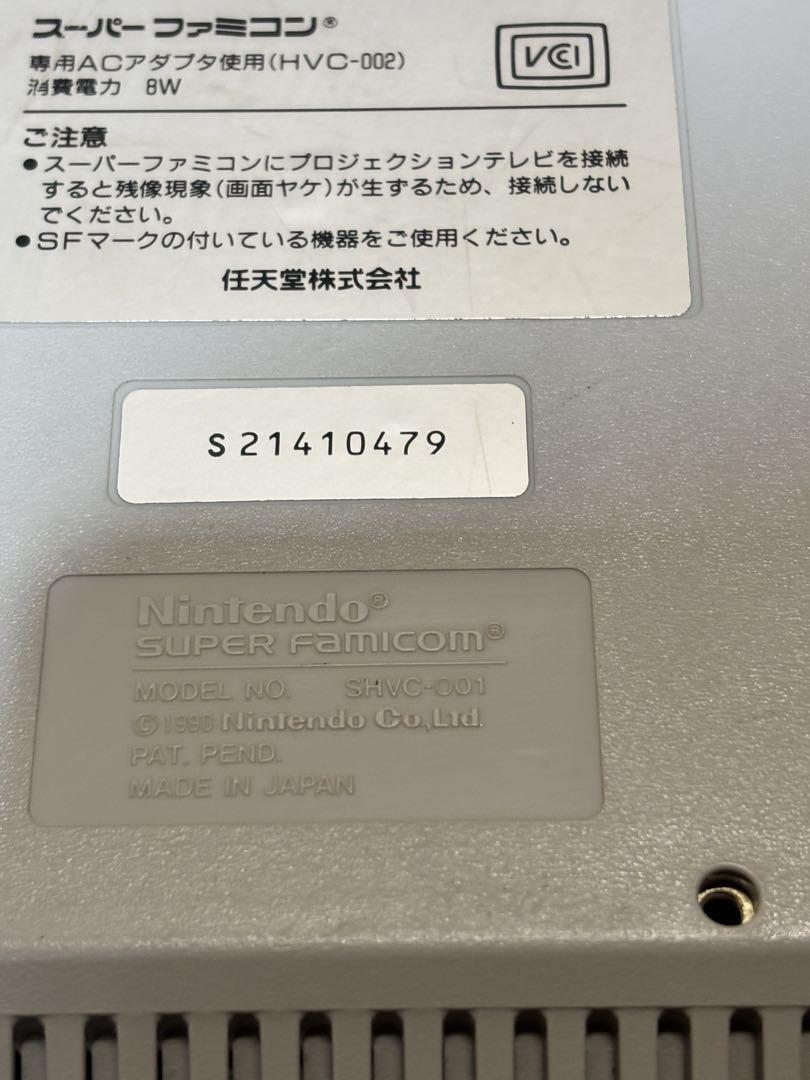 スーパーファミコン®
専用ACアダプタ使用(HVC-002)
消費電力 8W
VCCI
ご注意
●スーパーファミコンにプロジェクションテレビを接続
すると残像現象(画面ヤケ)が生ずるため、接続しない
でください。
●SFマークの付いている機器をご使用ください。
任天堂株式会社
S21410479
Nintendo®
SUPER FAMICOM®
MODEL NO. SHVC-001
©1990 Nintendo Co.,Ltd.
PAT. PEND.
MADE IN JAPAN